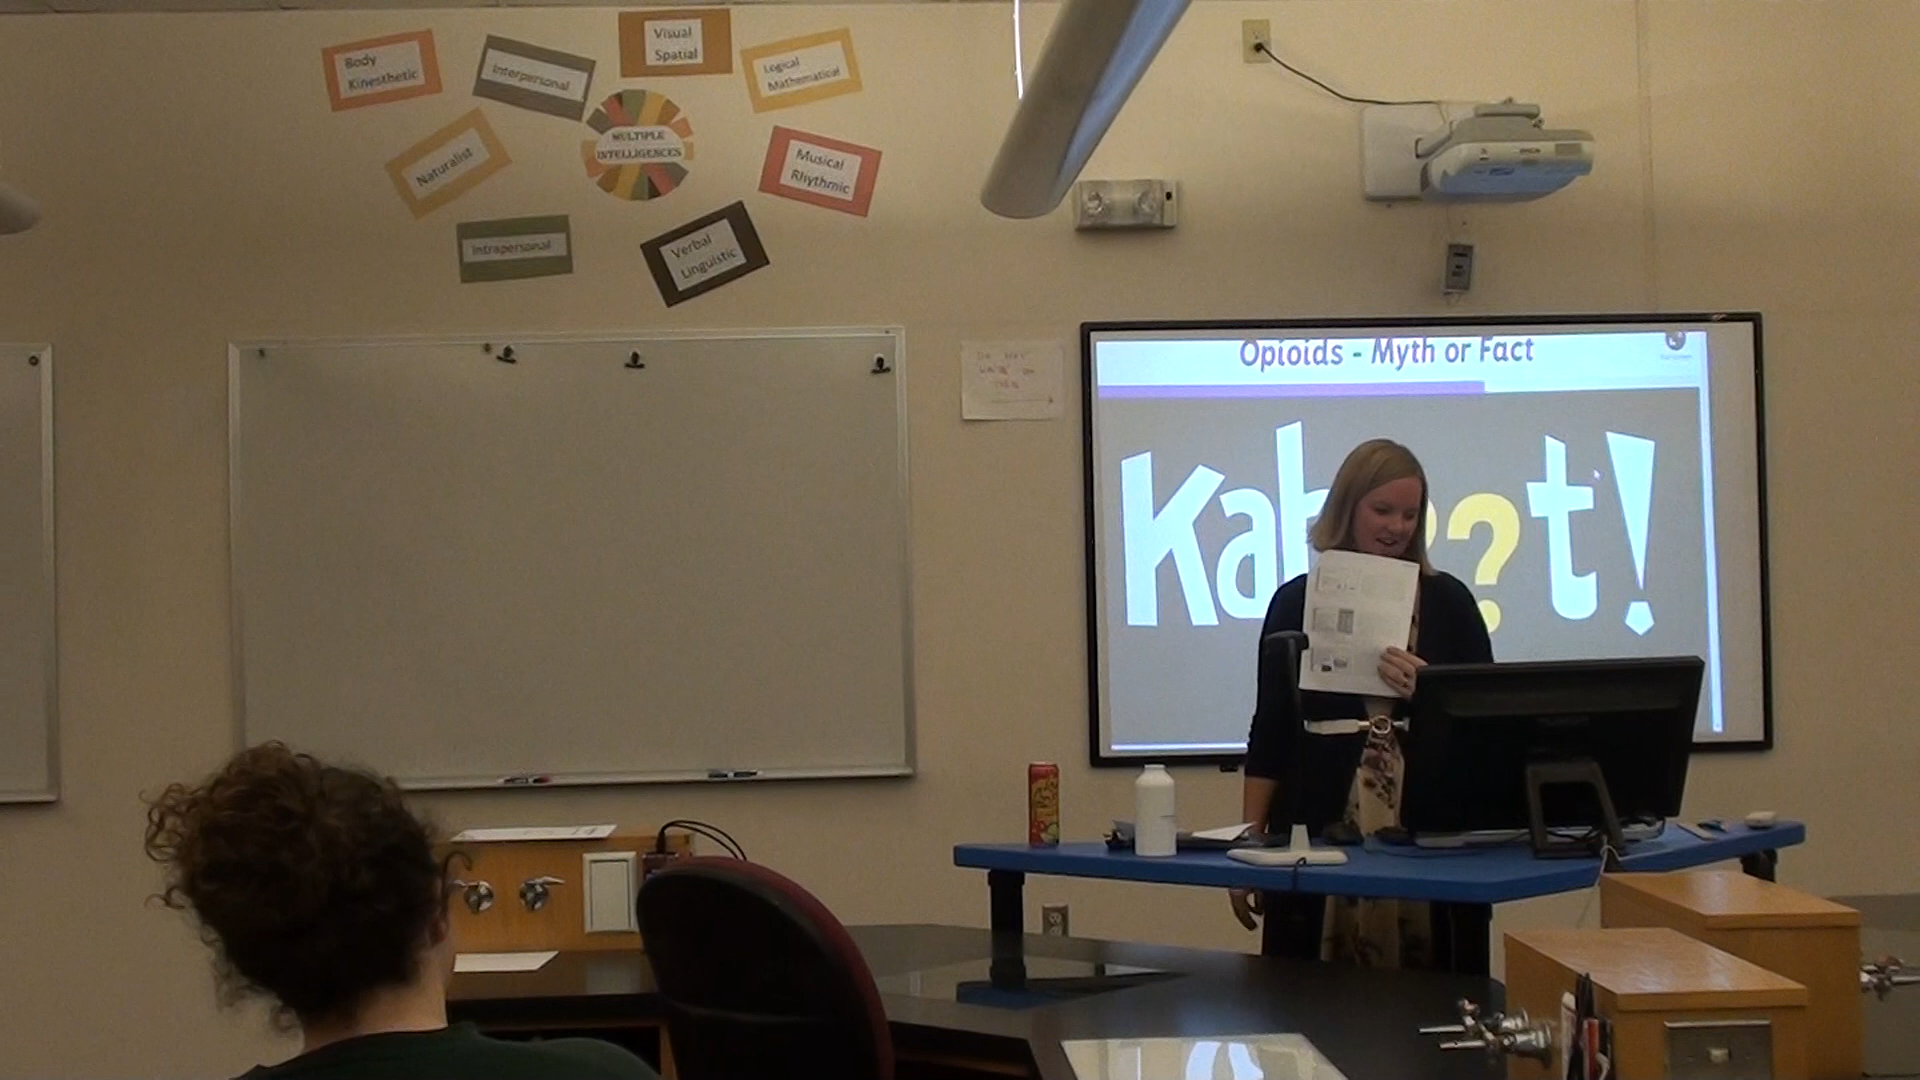 Body
Kinesthetic
Interpersonal
Visual
Spatial
Logical
Mathematical
Naturalist
MULTIPLE
INTELLIGENCES
Musical
Rhythmic
Intrapersonal
Verbal
Linguistic
Opioids - Myth or Fact
Kah
?t!